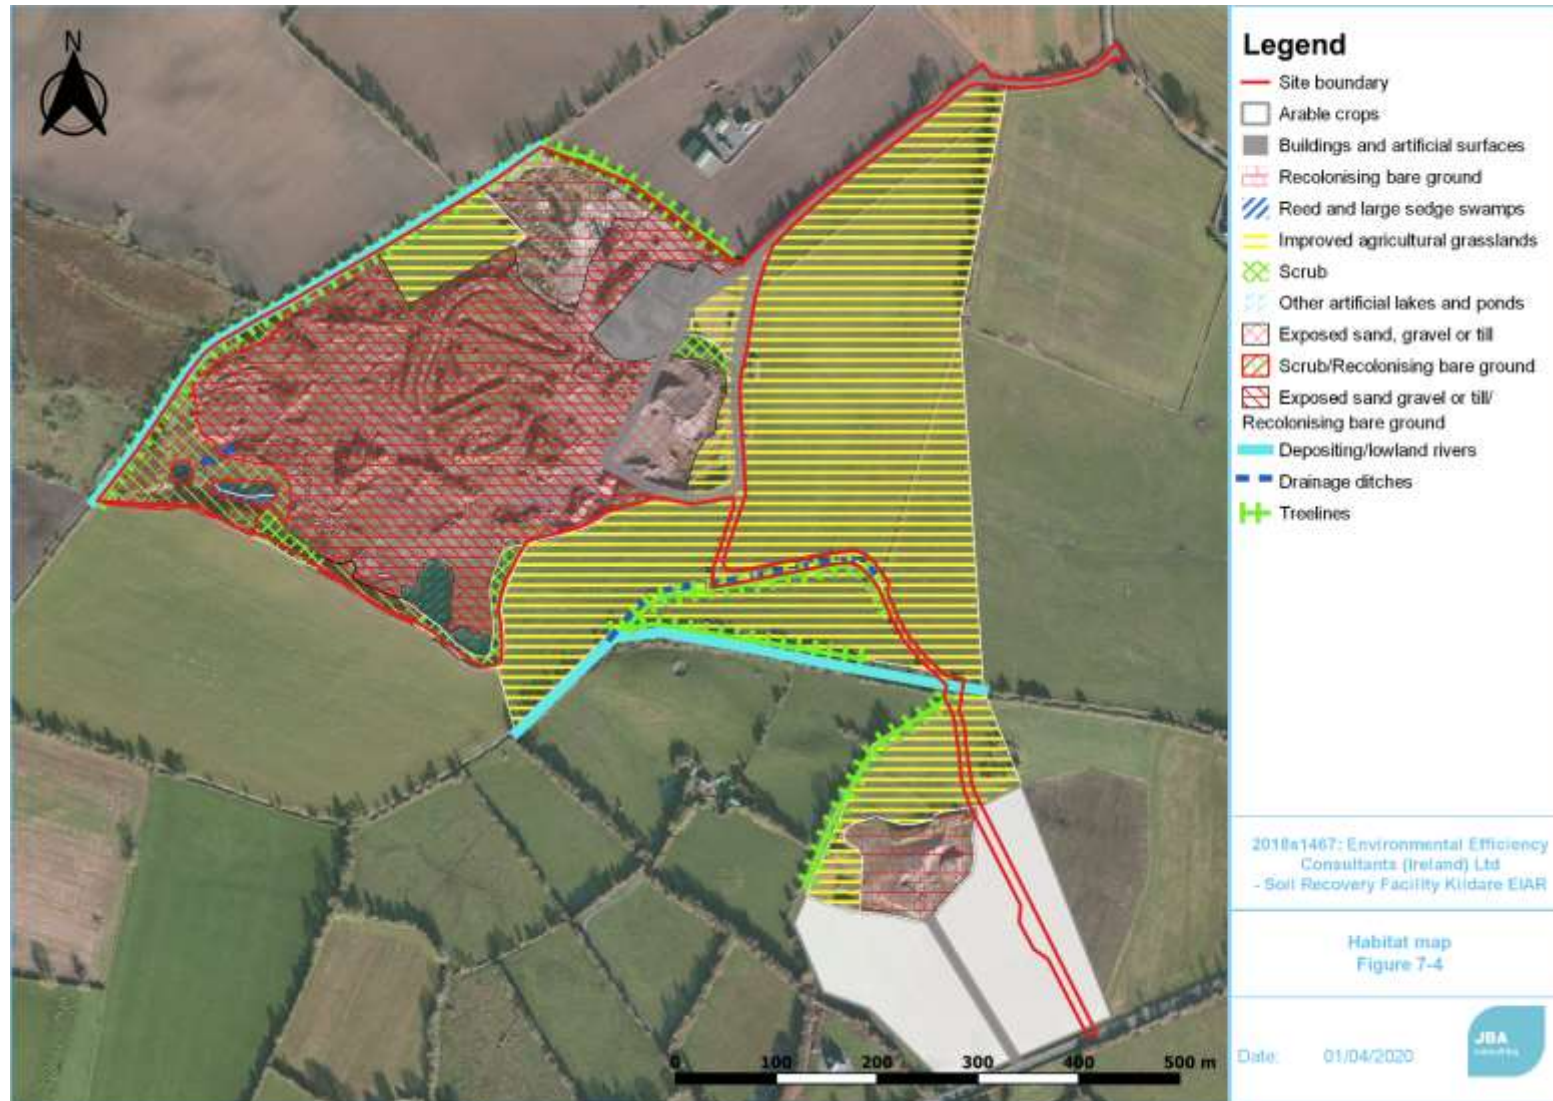 N
Legend
Site boundary
Arable crops
Buildings and artificial surfaces
Recolonising bare ground
Reed and large sedge swamps
Improved agricultural grasslands
Scrub
Other artificial lakes and ponds
Exposed sand, gravel or till
Scrub/Recolonising bare ground
Exposed sand gravel or till/
Recolonising bare ground
Depositing/lowland rivers
Drainage ditches
Treelines
2018s1467: Environmental Efficiency
Consultants (Ireland) Ltd
- Soil Recovery Facility Kildare EIAR
Habitat map
Figure 7-4
Date: 01/04/2020
JBA
consulting
0 100 200 300 400 500 m